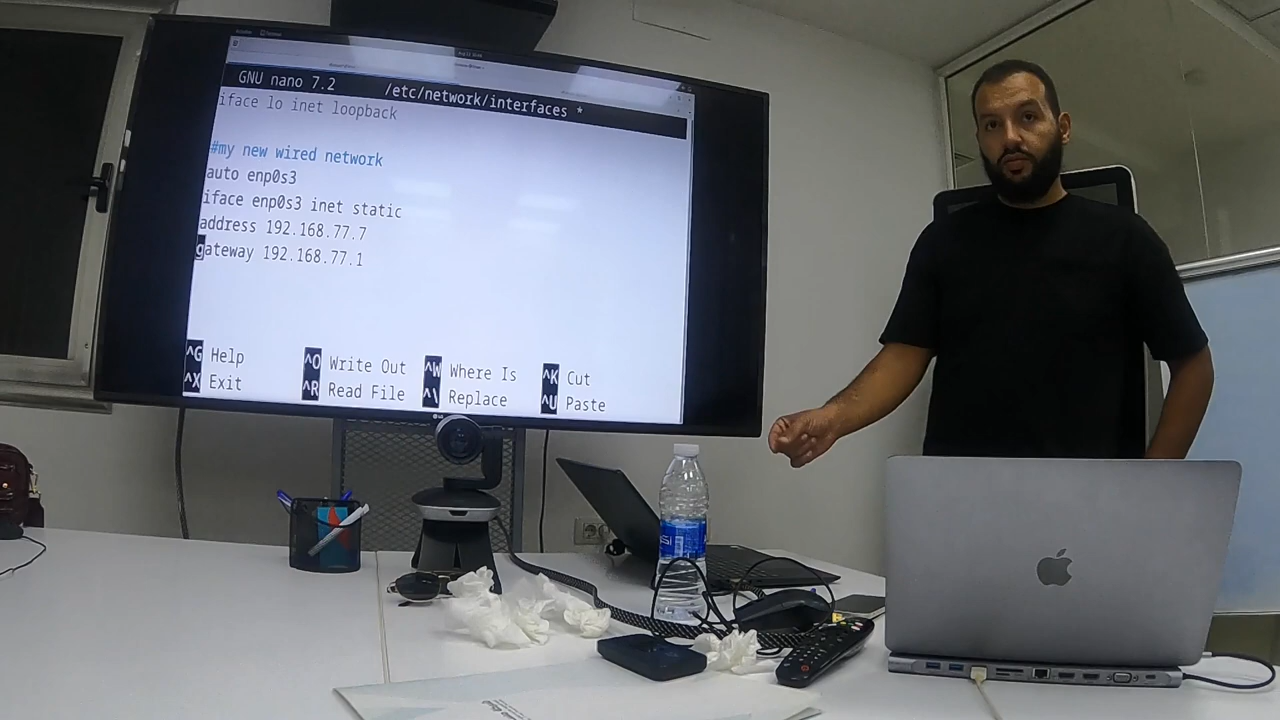 GNU nano 7.2 /etc/network/interfaces *
iface lo inet loopback
#my new wired network
auto enp0s3
iface enp0s3 inet static
address 192.168.77.7
gateway 192.168.77.1
^G Help ^O Write Out ^W Where Is ^K Cut
^X Exit ^R Read File ^\ Replace ^U Paste
LG